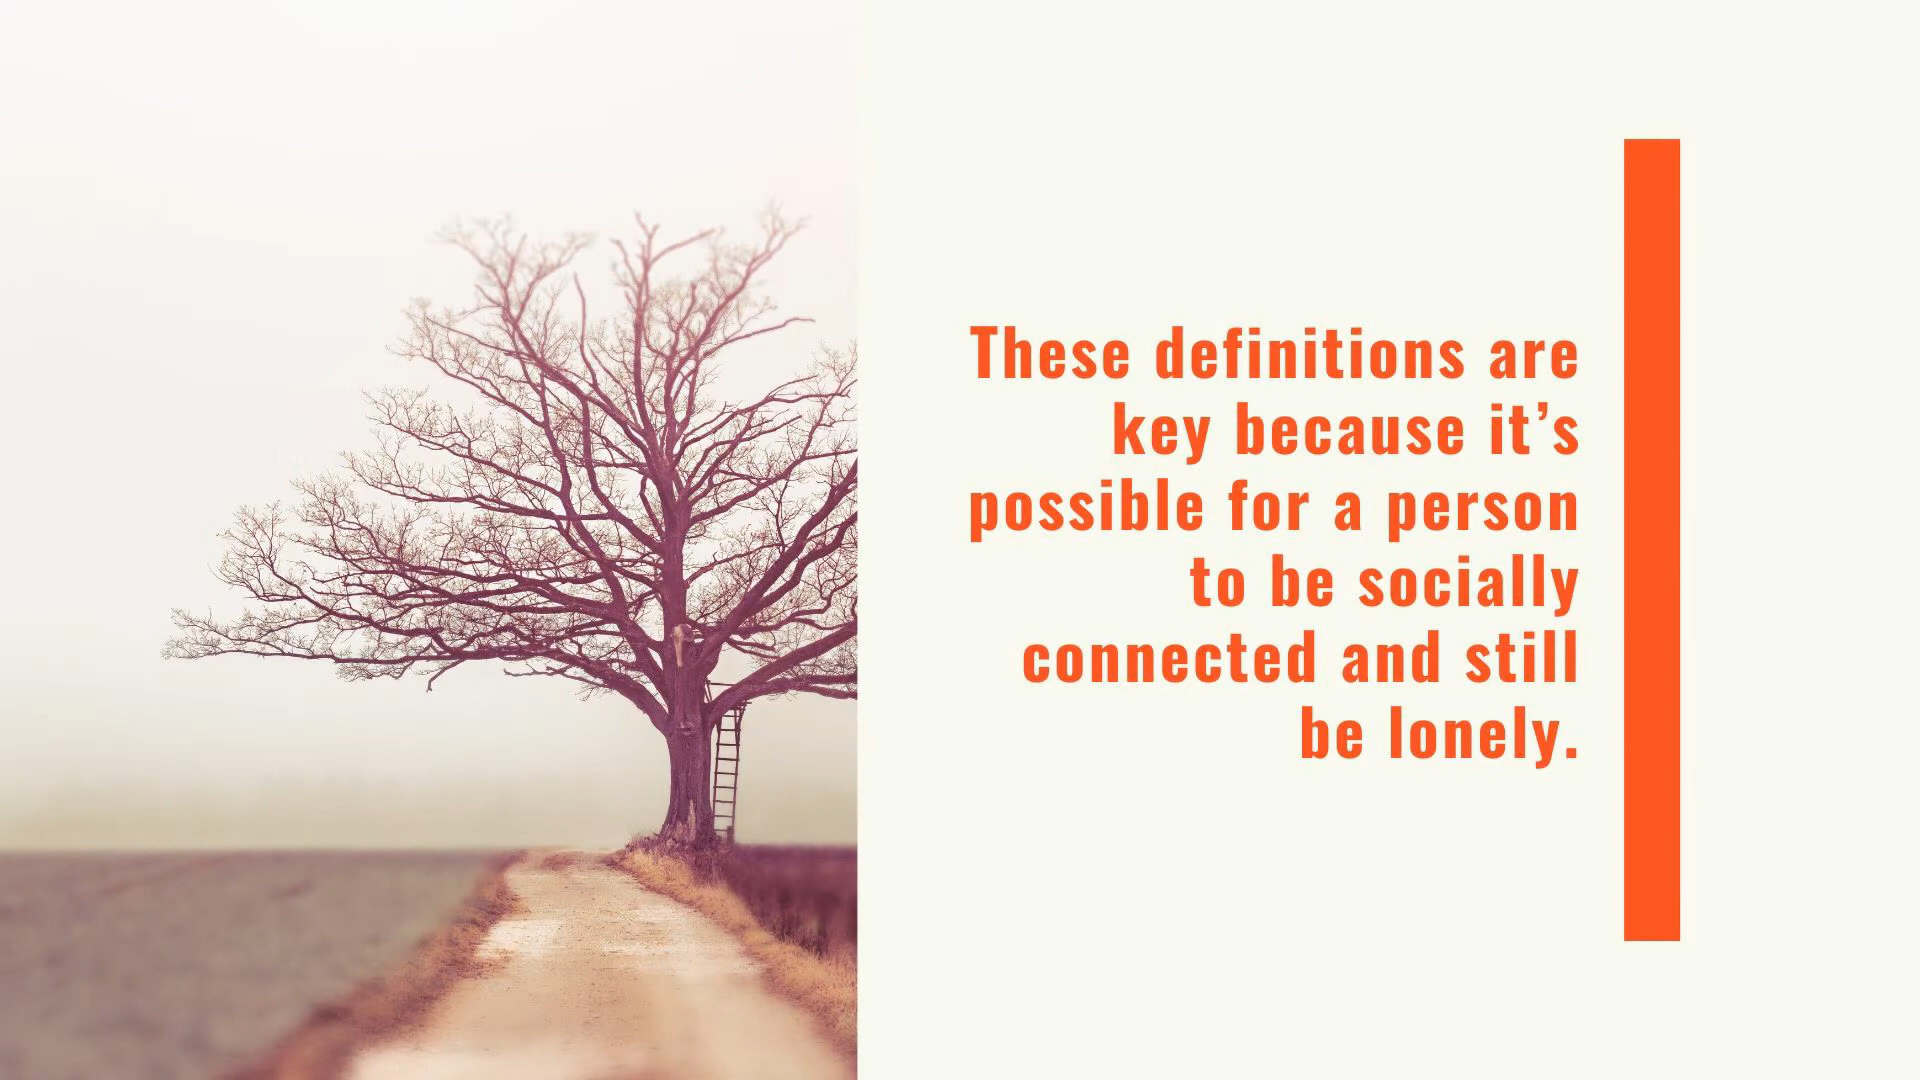 These definitions are
key because it’s
possible for a person
to be socially
connected and still
be lonely.